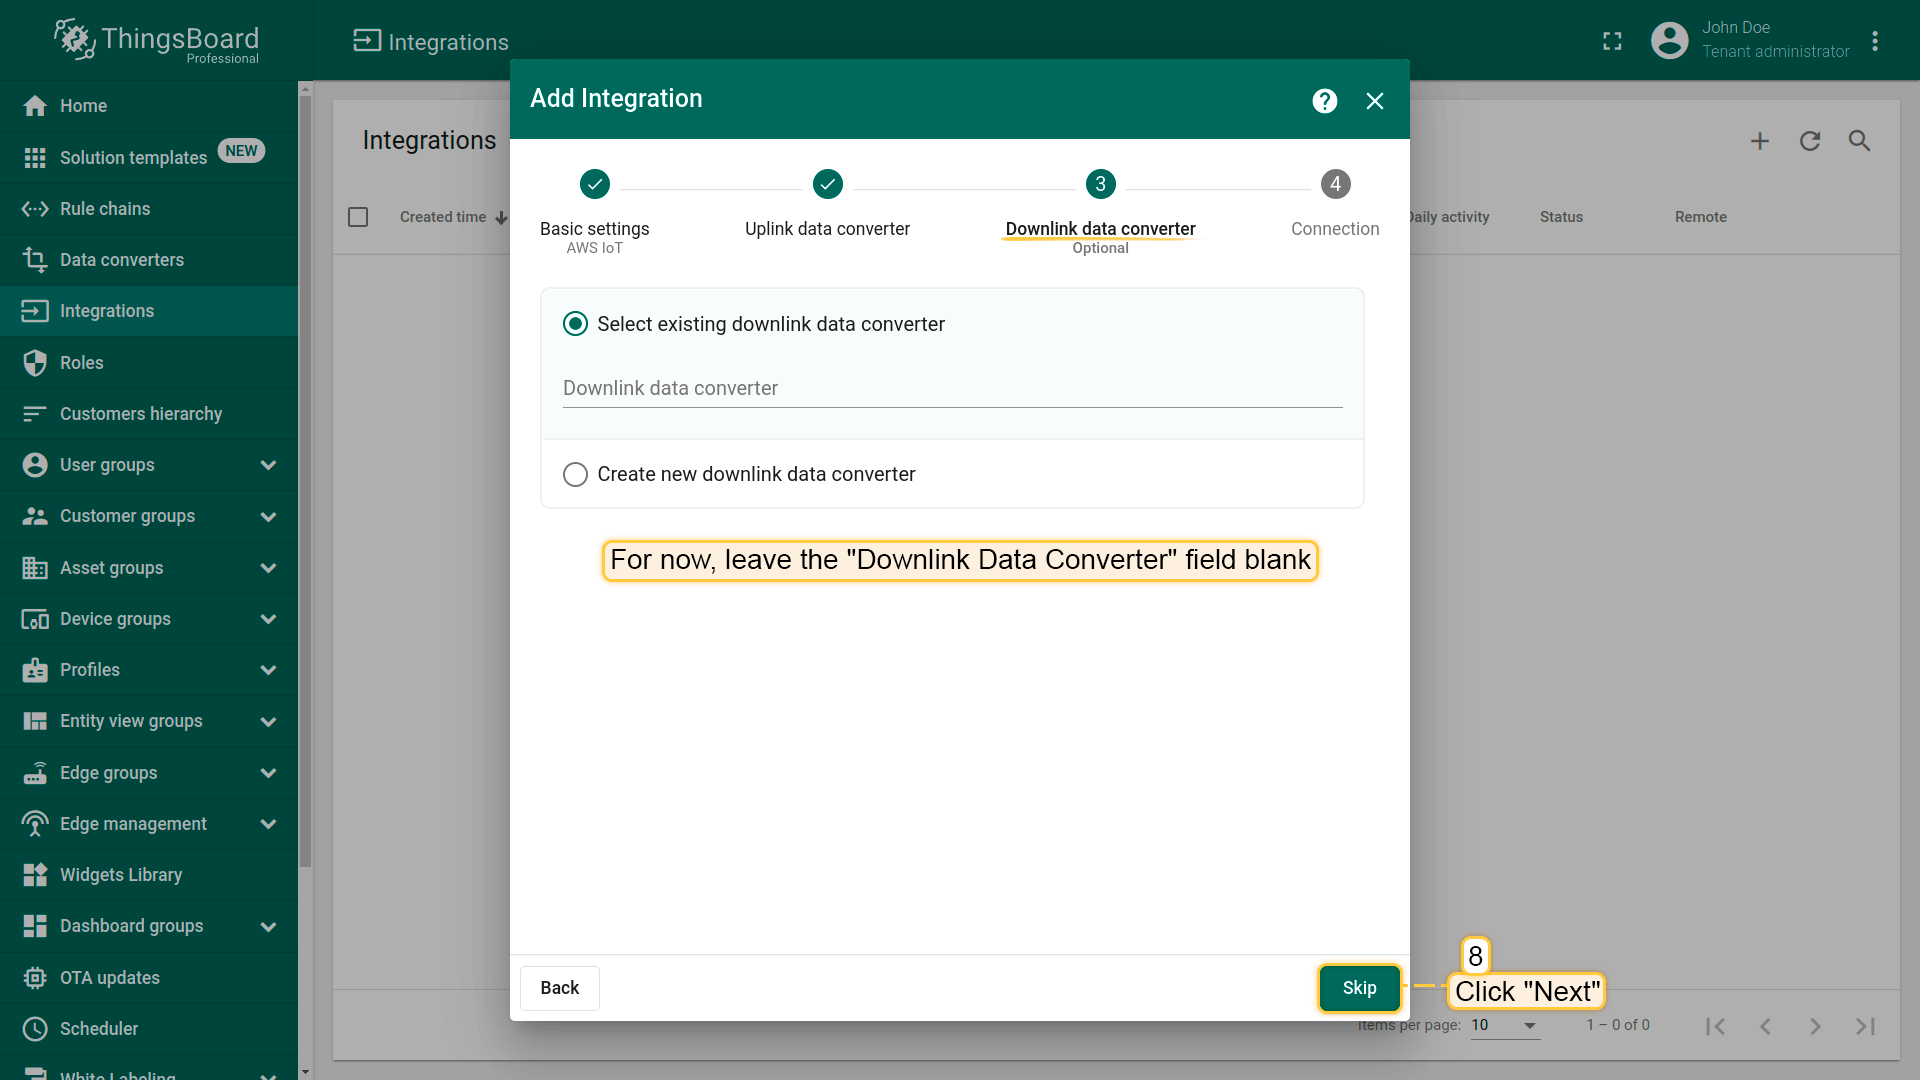 ThingsBoard
Professional
Integrations
John Doe
Tenant administrator
Home
Solution templates NEW
Rule chains
Data converters
Integrations
Roles
Customers hierarchy
User groups
Customer groups
Asset groups
Device groups
Profiles
Entity view groups
Edge groups
Edge management
Widgets Library
Dashboard groups
OTA updates
Scheduler
White Labeling
Integrations
Created time
Daily activity
Status
Remote
Add Integration
?
3
4
Basic settings
AWS IoT
Uplink data converter
Downlink data converter
Optional
Connection
Select existing downlink data converter
Downlink data converter
Create new downlink data converter
For now, leave the "Downlink Data Converter" field blank
Back
Skip
8
Click "Next"
Items per page: 10
1 – 0 of 0